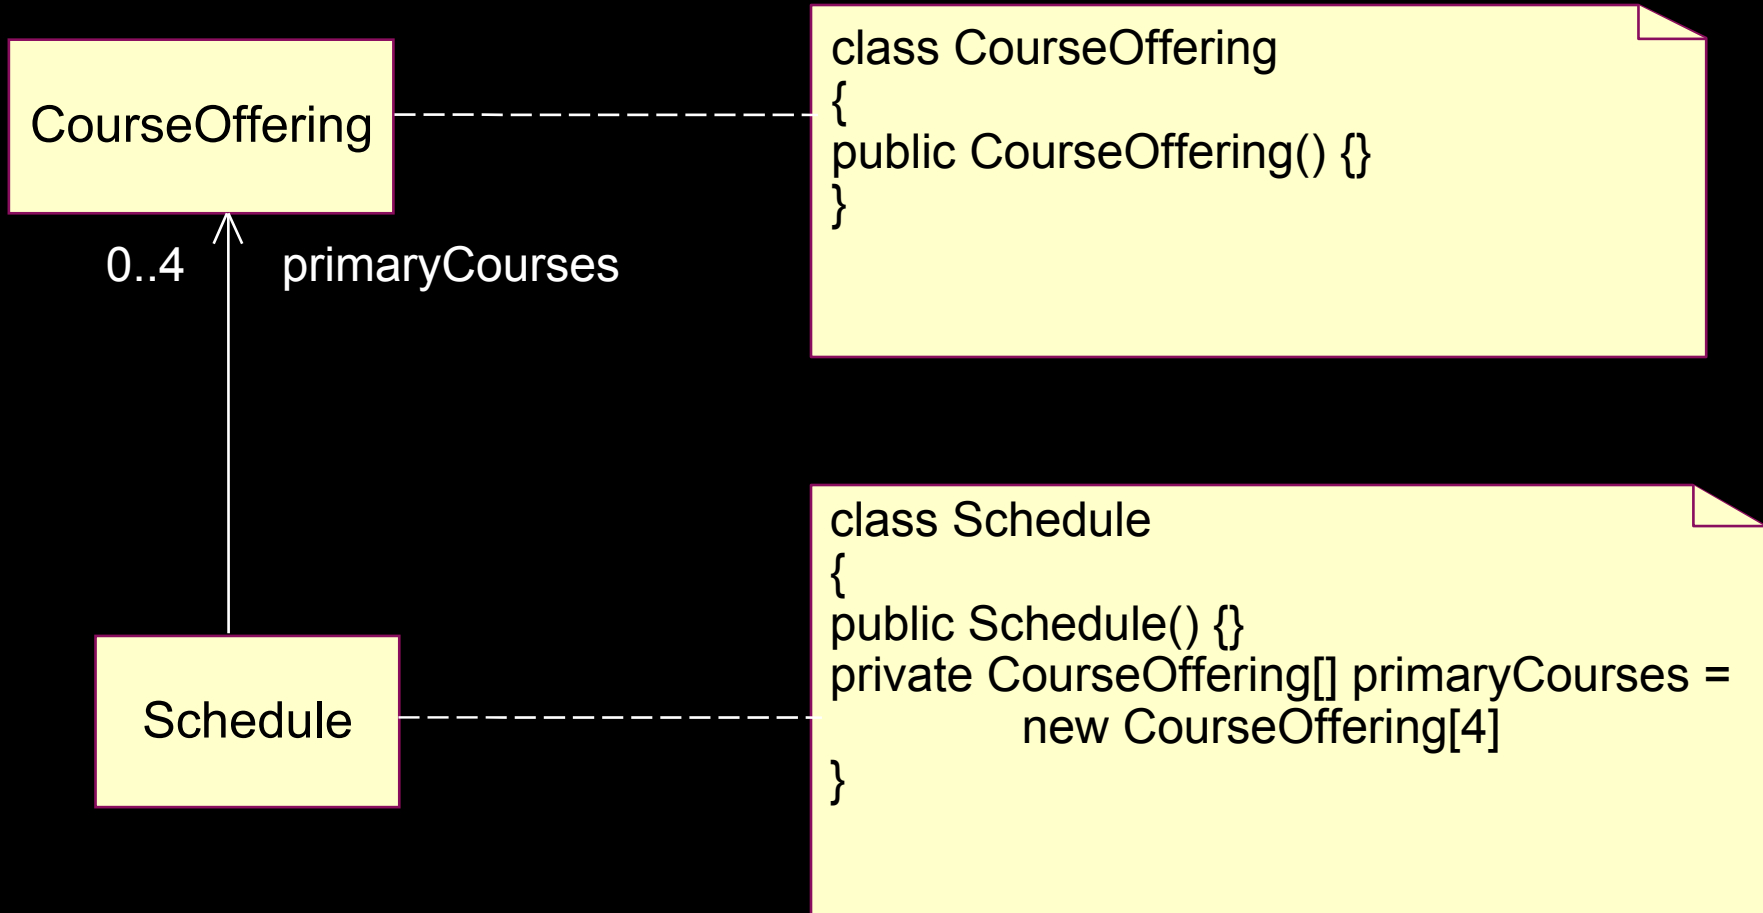 CourseOffering
class CourseOffering
{
public CourseOffering() {}
}
0..4 primaryCourses
Schedule
class Schedule
{
public Schedule() {}
private CourseOffering[] primaryCourses =
new CourseOffering[4]
}